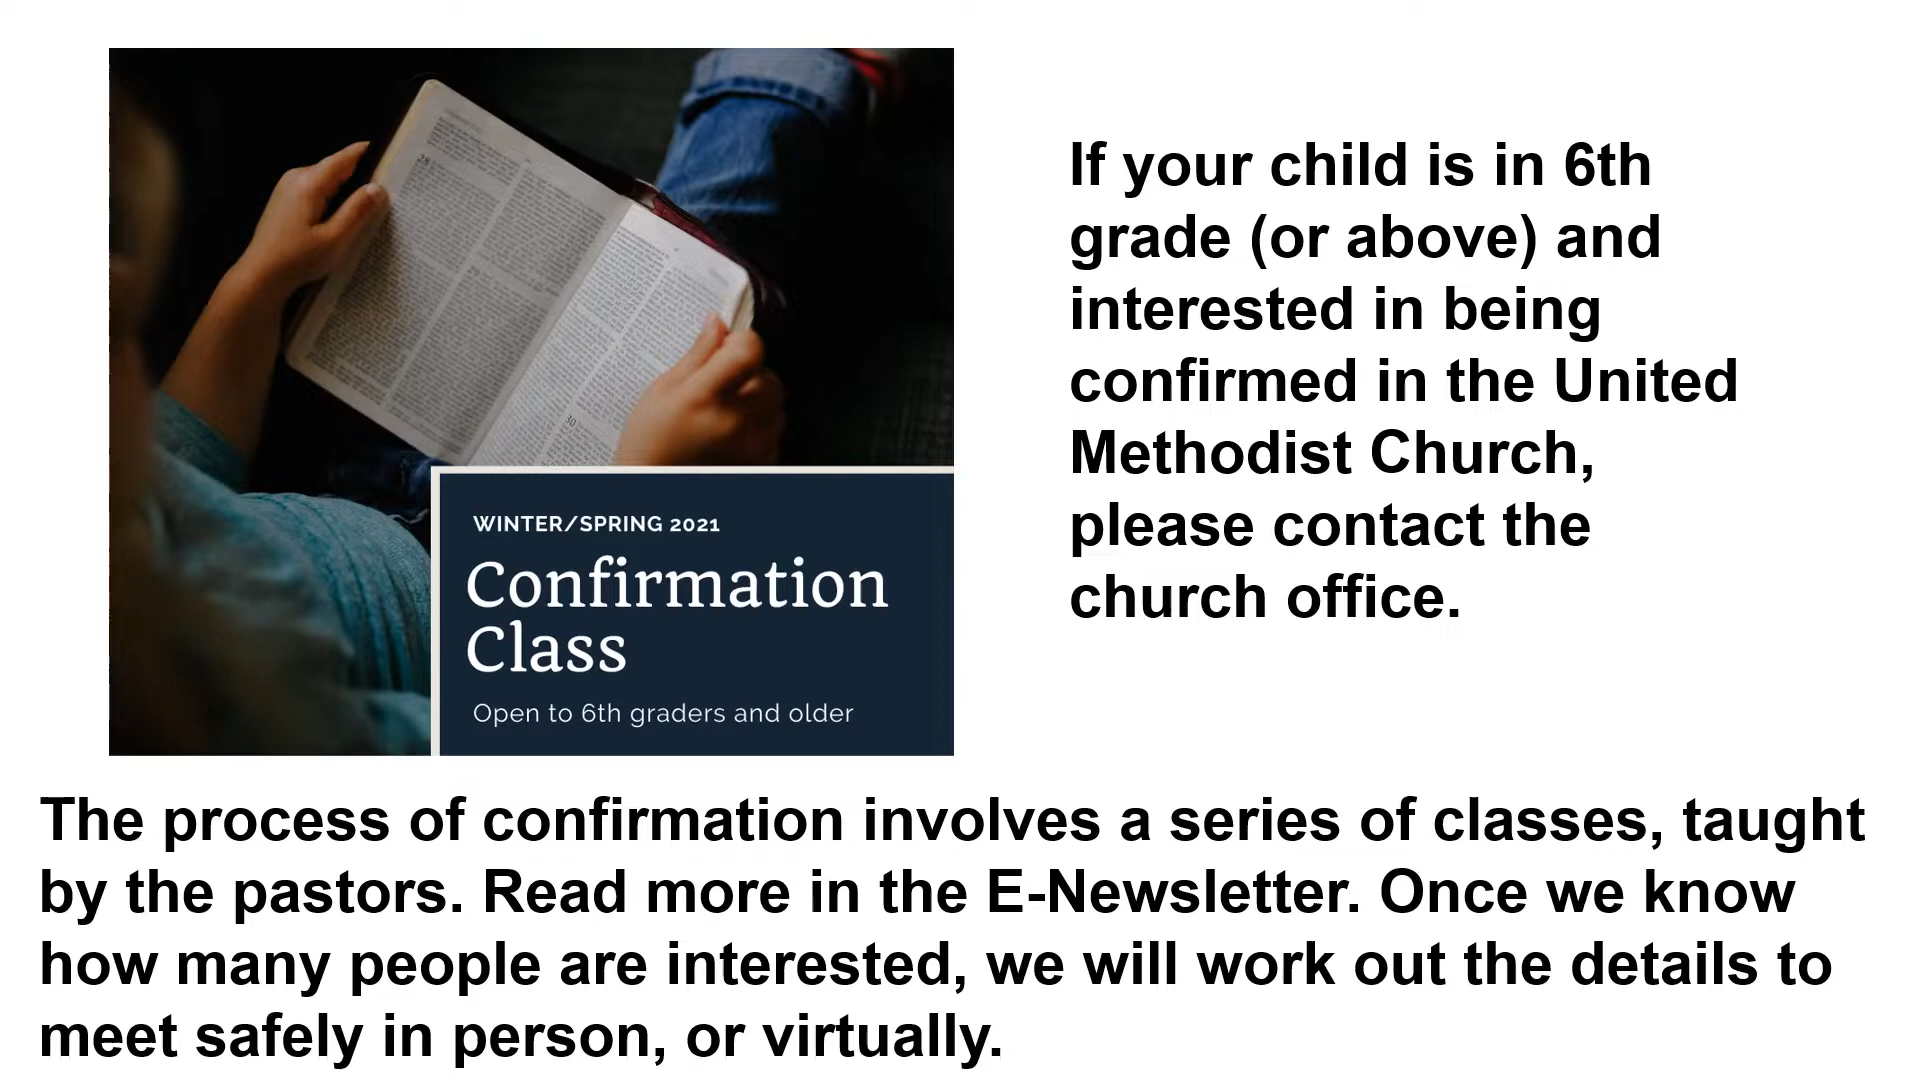 If your child is in 6th
grade (or above) and
interested in being
confirmed in the United
Methodist Church,
please contact the
church office.
28
30
WINTER/SPRING 2021
Confirmation
Class
Open to 6th graders and older
The process of confirmation involves a series of classes, taught
by the pastors. Read more in the E-Newsletter. Once we know
how many people are interested, we will work out the details to
meet safely in person, or virtually.